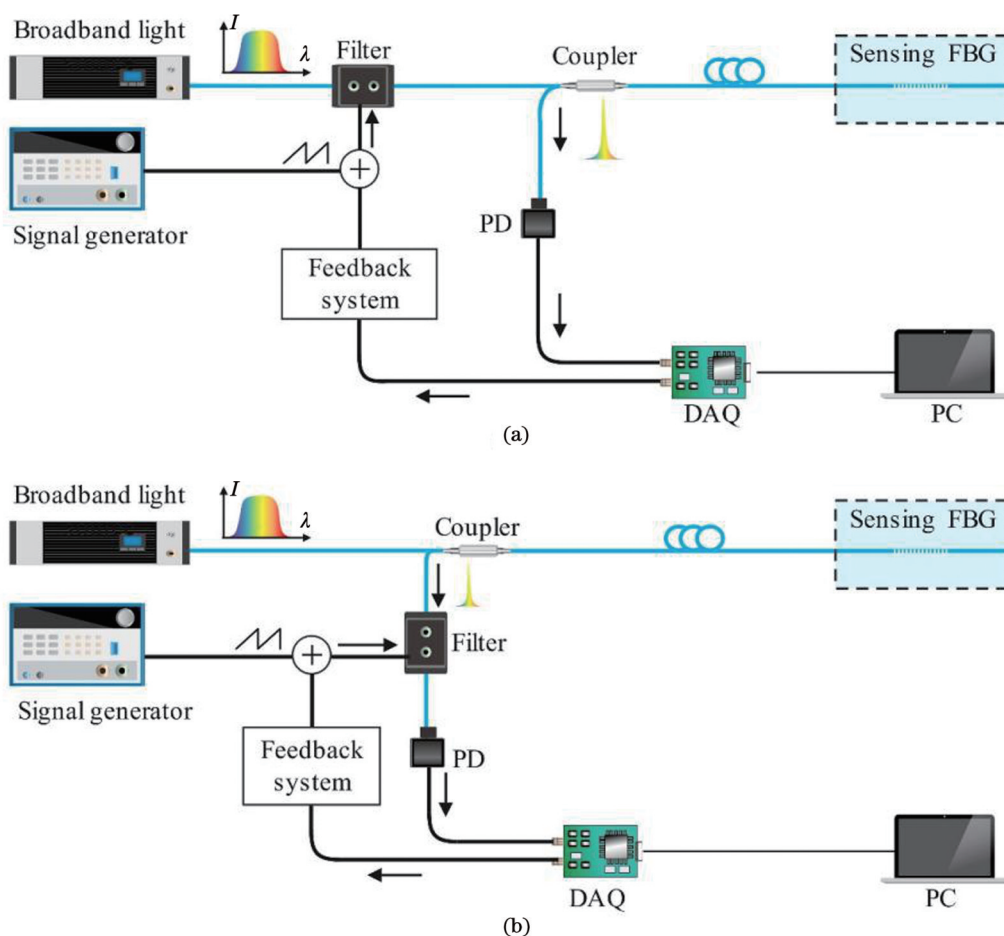 Broadband light
I
λ
Filter
Coupler
Sensing FBG
Signal generator
+
PD
Feedback
system
DAQ
PC
(a)
Broadband light
I
λ
Coupler
Sensing FBG
+
Filter
Signal generator
Feedback
system
PD
DAQ
PC
(b)